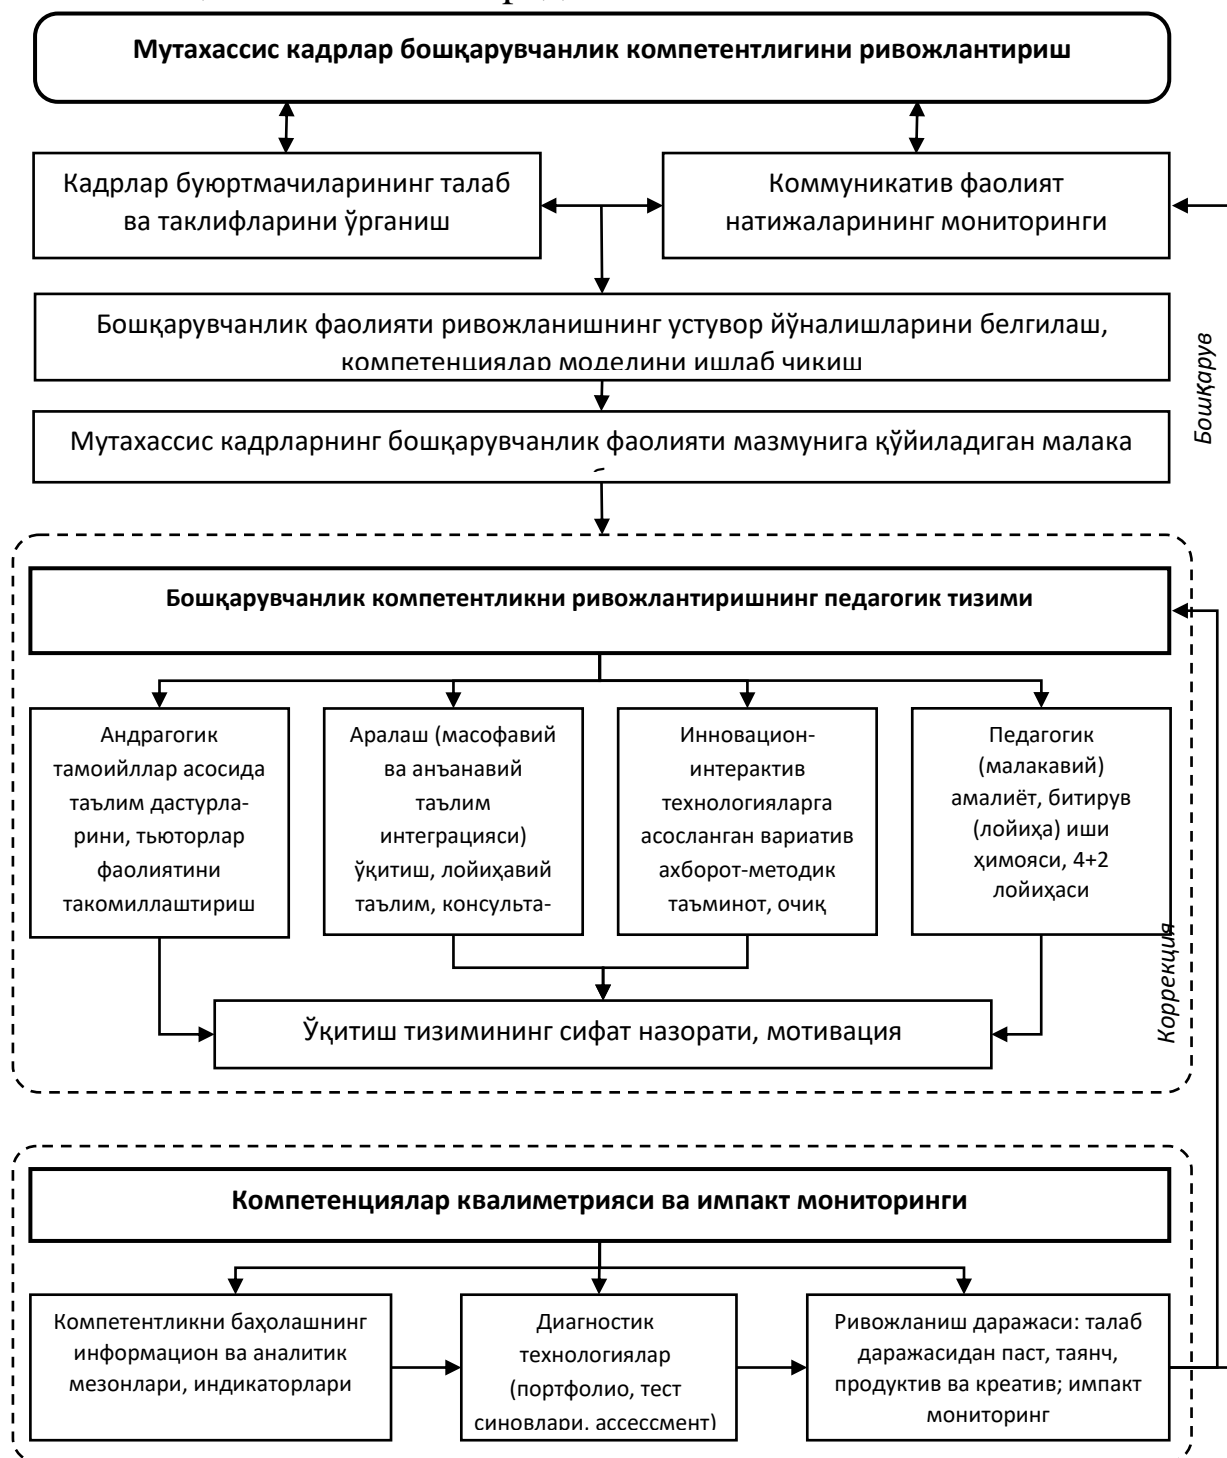 Мутахассис кадрлар бошқарувчанлик компетентлигини ривожлантириш
Кадрлар буюртмачиларининг талаб
ва таклифларини ўрганиш
Коммуникатив фаолият
натижаларининг мониторинги
Бошқарувчанлик фаолияти ривожланишнинг устувор йўналишларини белгилаш,
компетенциялар моделини ишлаб чиқиш
Бошқарув
Мутахассис кадрларнинг бошқарувчанлик фаолияти мазмунига қўйиладиган малака
Бошқарувчанлик компетентликни ривожлантиришнинг педагогик тизими
Андрагогик
тамойиллар асосида
таълим дастурла-
рини, тьюторлар
фаолиятини
такомиллаштириш
Аралаш (масофавий
ва анъанавий
таълим
интеграцияси)
ўқитиш, лойиҳавий
таълим, консульта-
Инновацион-
интерактив
технологияларга
асосланган вариатив
ахборот-методик
таъминот, очиқ
Педагогик
(малакавий)
амалиёт, битирув
(лойиҳа) иши
ҳимояси, 4+2
лойиҳаси
Коррекция
Ўқитиш тизимининг сифат назорати, мотивация
Компетенциялар квалиметрияси ва импакт мониторинги
Компетентликни баҳолашнинг
информацион ва аналитик
мезонлари, индикаторлари
Диагностик
технологиялар
(портфолио, тест
синовлари, ассессмент)
Ривожланиш даражаси: талаб
даражасидан паст, таянч,
продуктив ва креатив; импакт
мониторинг